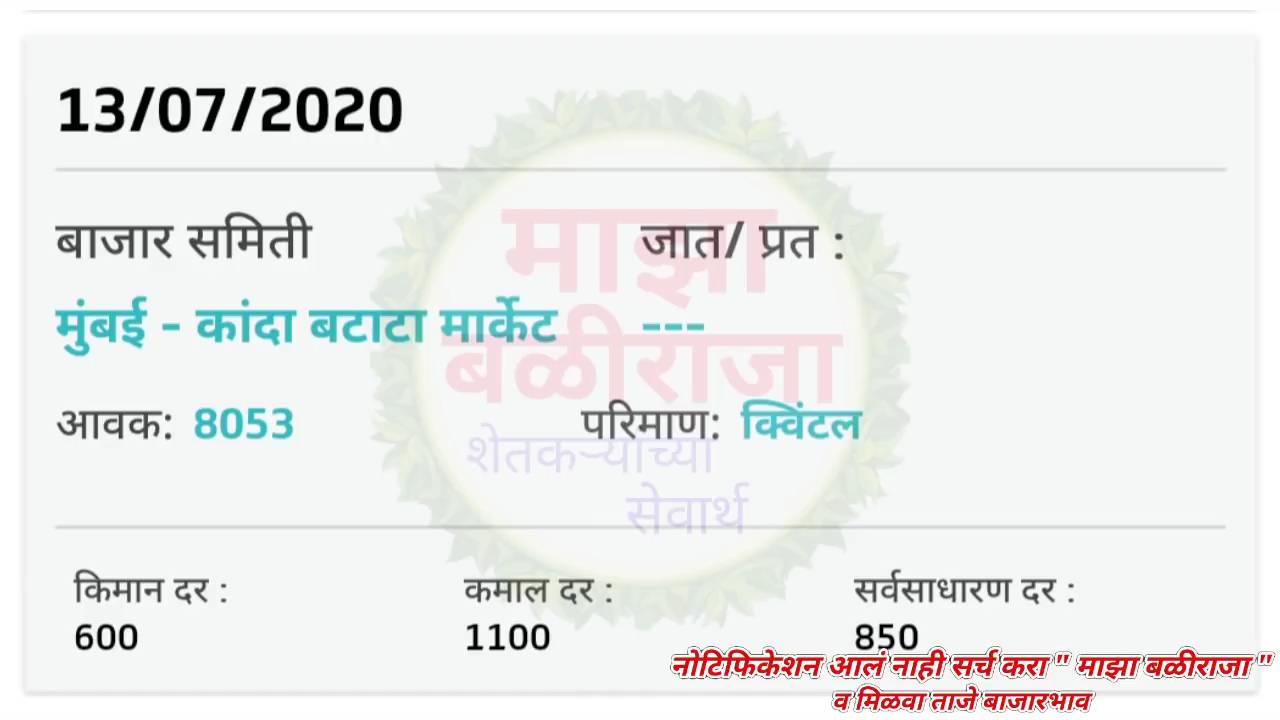 13/07/2020
बाजार समिती जात/ प्रत :
मुंबई - कांदा बटाटा मार्केट ---
आवक: 8053 परिमाण: क्विंटल
किमान दर : कमाल दर : सर्वसाधारण दर :
600 1100 850
माझा
बळीराजा
शेतकऱ्यांच्या
सेवार्थ
नोटिफिकेशन आलं नाही सर्च करा " माझा बळीराजा "
व मिळवा ताजे बाजारभाव